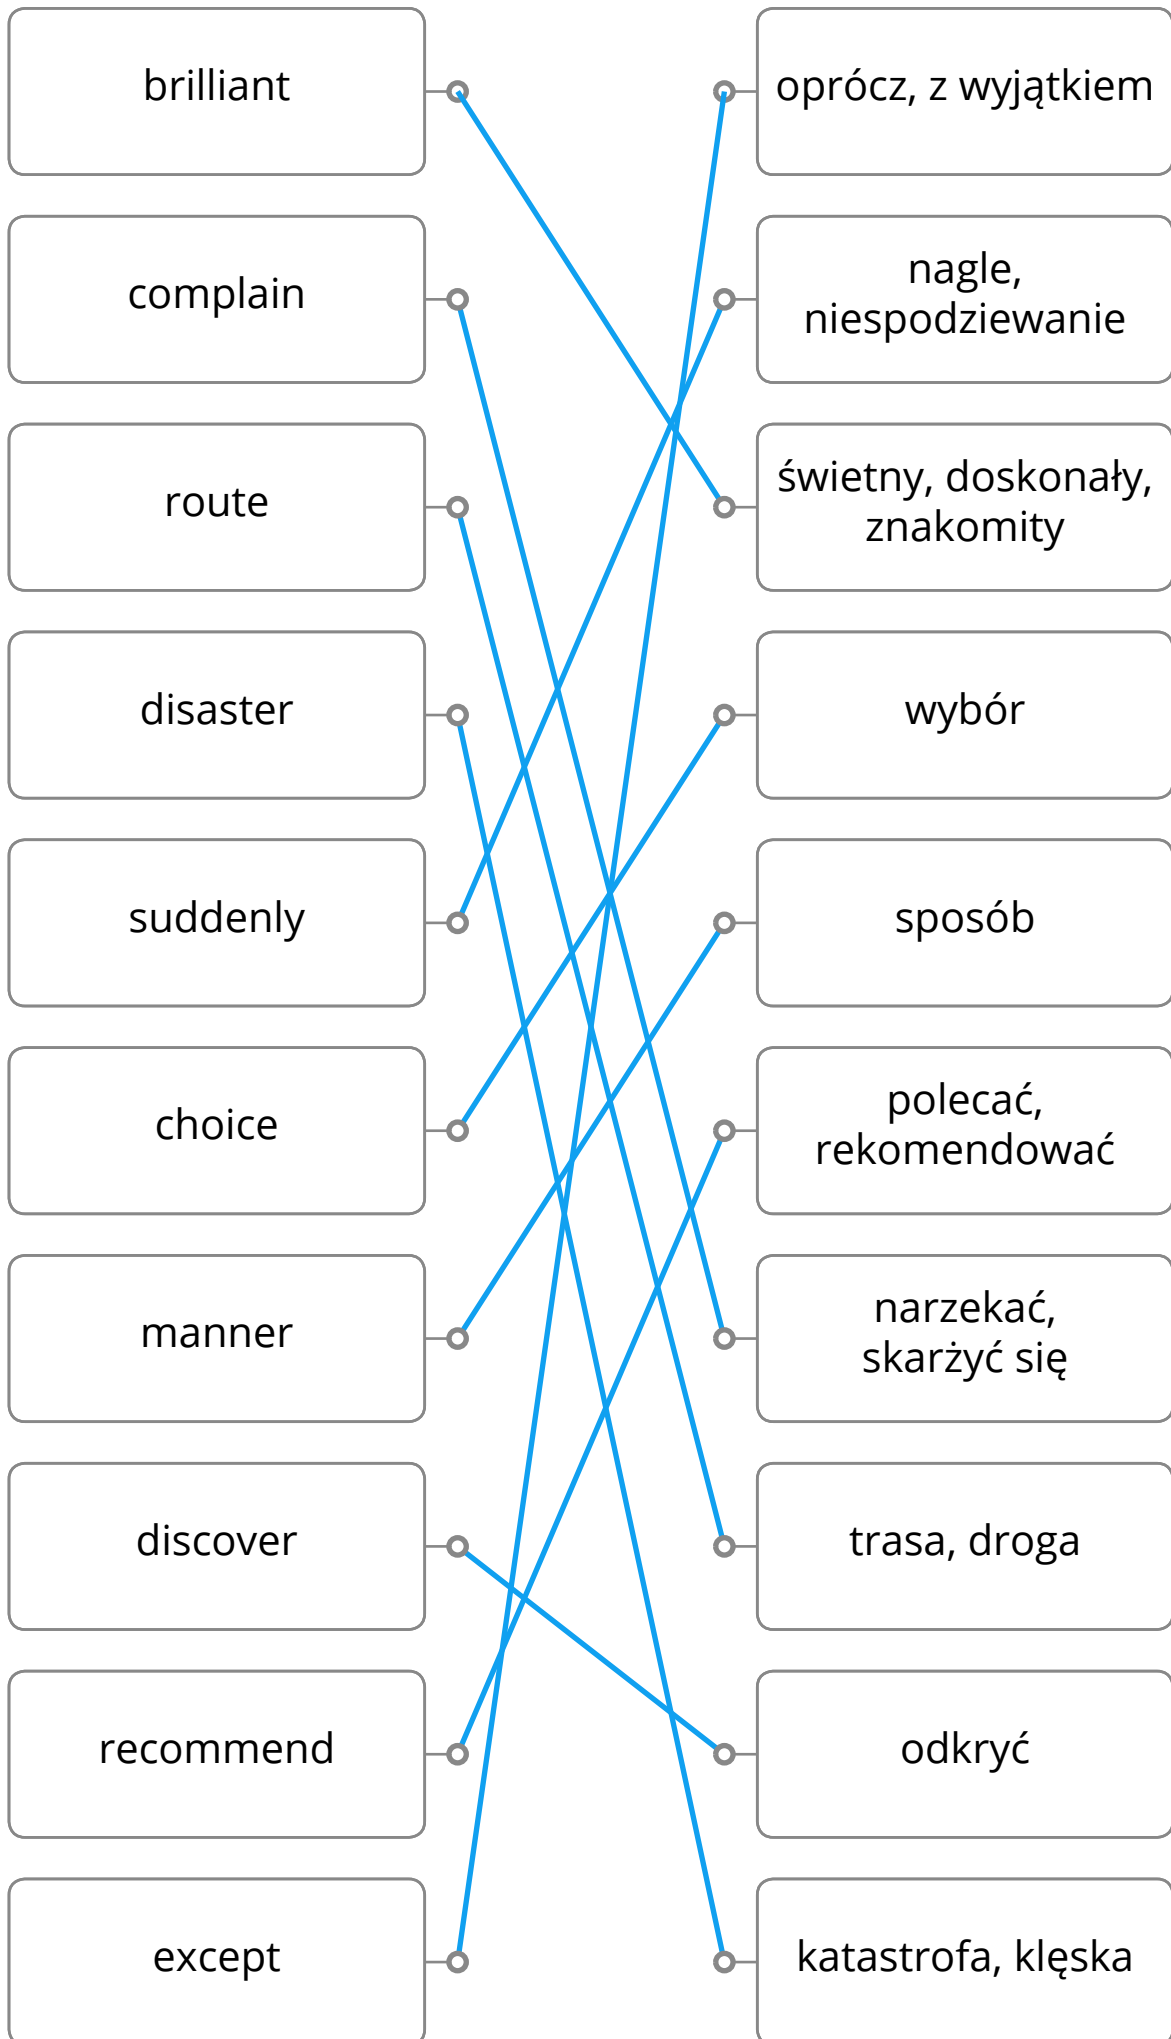 brilliant
oprócz, z wyjątkiem
complain
nagle,
niespodziewanie
route
świetny, doskonały,
znakomity
disaster
wybór
suddenly
sposób
choice
polecać,
rekomendować
manner
narzekać,
skarżyć się
discover
trasa, droga
recommend
odkryć
except
katastrofa, klęska